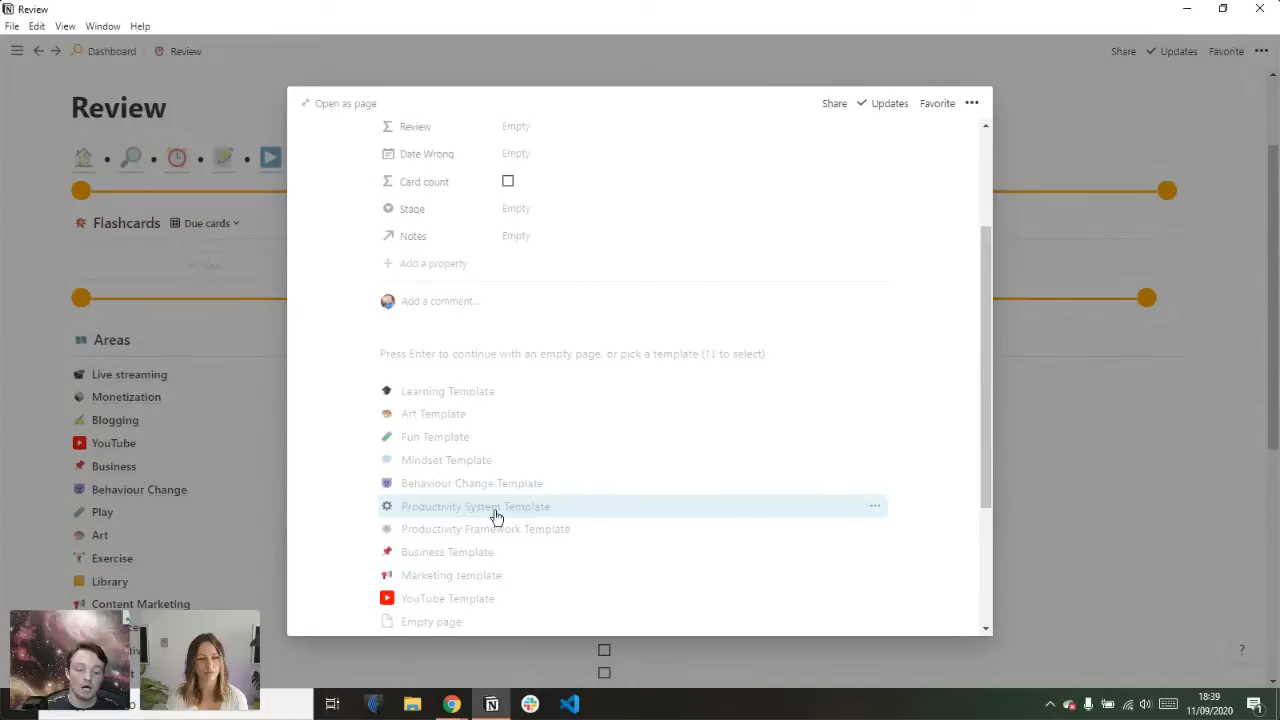 Review
File Edit View Window Help
Dashboard Review
Share Updates Favorite
Review
Open as page
Share Updates Favorite
Review Empty
Date Wrong Empty
Card count
Stage Empty
Notes Empty
Add a property
Add a comment...
Press Enter to continue with an empty page, or pick a template (↑↓ to select)
Learning Template
Art Template
Fun Template
Mindset Template
Behaviour Change Template
Productivity System Template
Productivity Framework Template
Business Template
Marketing template
YouTube Template
Empty page
Flashcards Due cards
New
Areas
Live streaming
Monetization
Blogging
YouTube
Business
Behaviour Change
Play
Art
Exercise
Library
Content Marketing
?
18:39
11/09/2020